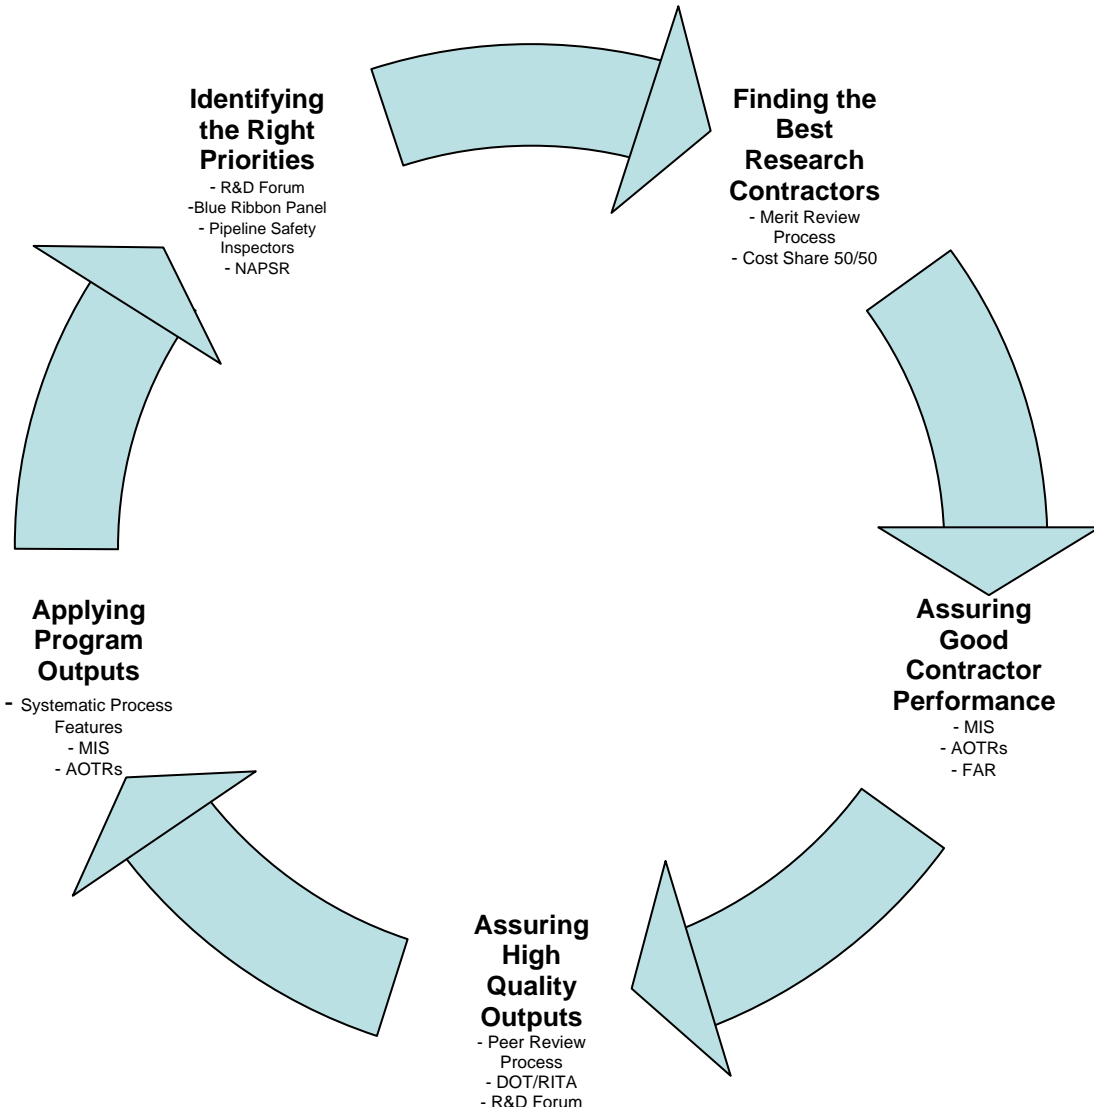 Identifying
the Right
Priorities
- R&D Forum
-Blue Ribbon Panel
- Pipeline Safety
Inspectors
- NAPSR
Finding the
Best
Research
Contractors
- Merit Review
Process
- Cost Share 50/50
Assuring
Good
Contractor
Performance
- MIS
- AOTRs
- FAR
Assuring
High
Quality
Outputs
- Peer Review
Process
- DOT/RITA
- R&D Forum
Applying
Program
Outputs
- Systematic Process
Features
- MIS
- AOTRs